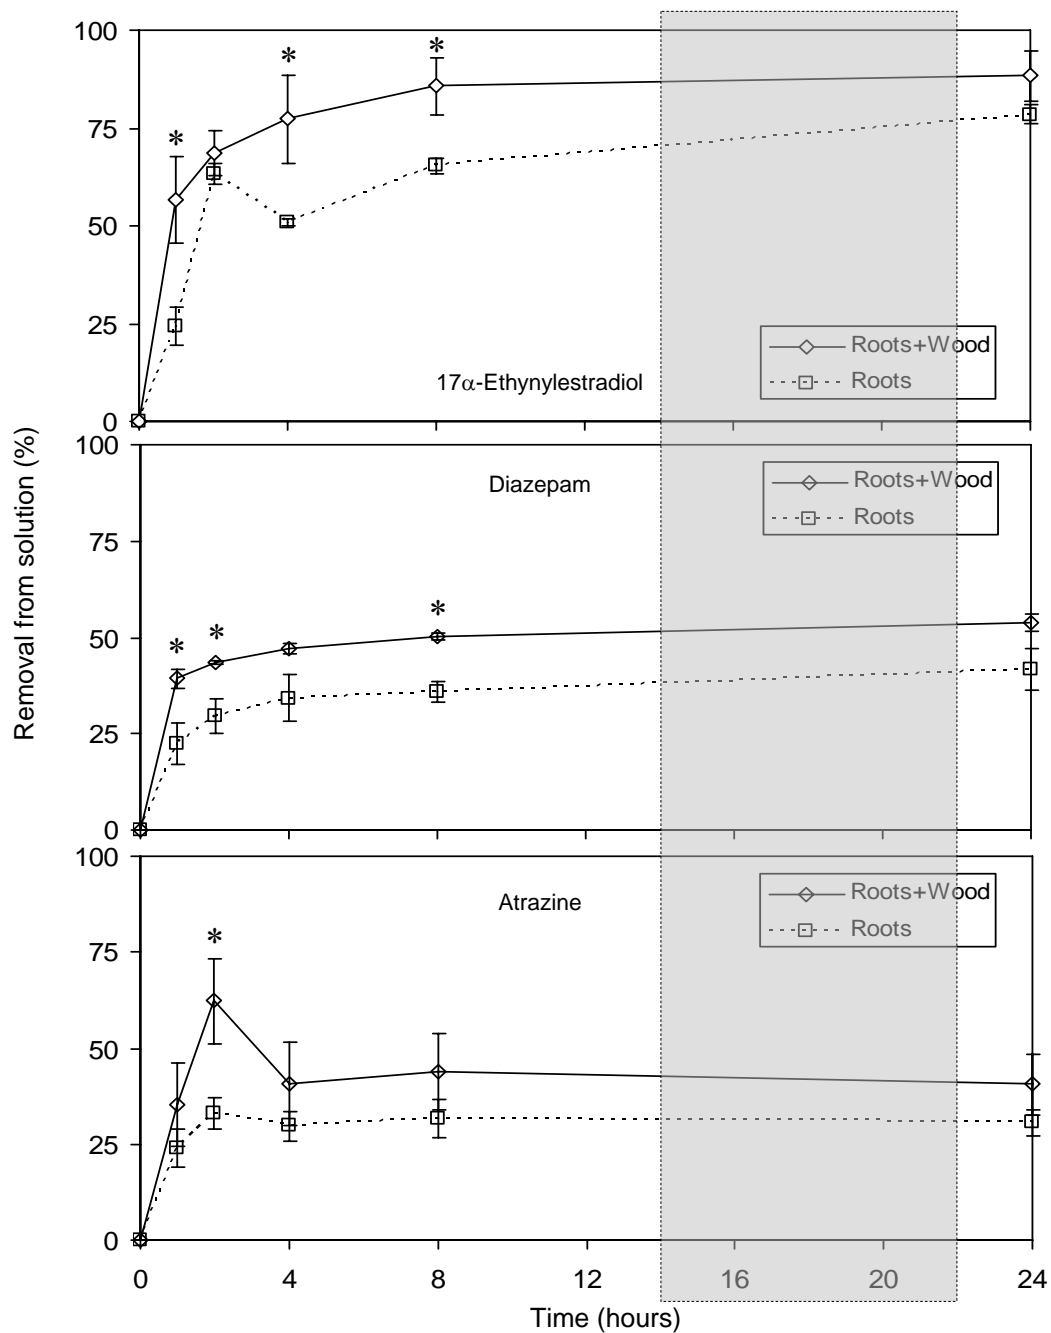 Removal from solution (%)
*
*
*
100
75
50
25
0
17α-Ethynylestradiol
Roots+Wood
Roots
*
*
*
100
75
50
25
0
Diazepam
Roots+Wood
Roots
*
100
75
50
25
0
Atrazine
Roots+Wood
Roots
0 4 8 12 16 20 24
Time (hours)